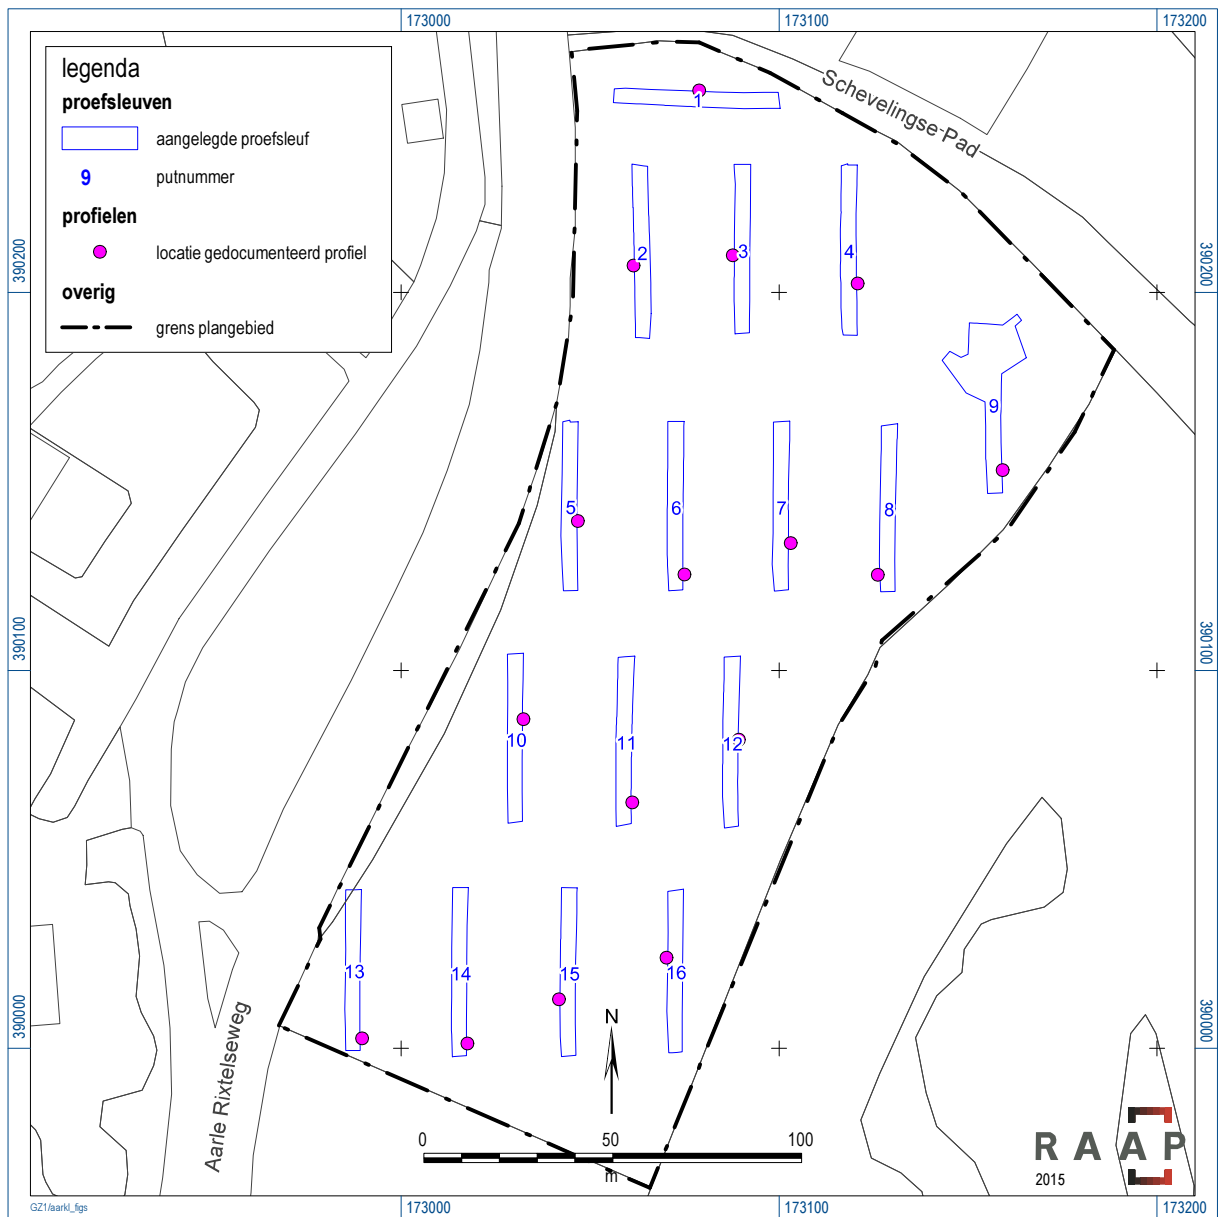 173000
173100
173200
legenda
proefsleuven
aangelegde proefsleuf
9
putnummer
profielen
locatie gedocumenteerd profiel
overig
grens plangebied
Schevelingse Pad
1
2
3
4
390200
390200
9
5
6
7
8
390100
390100
10
11
12
13
14
15
16
390000
390000
N
Aarle Rixtelseweg
0
50
100
m
RAAP
2015
GZ1/aarkl_figs
173000
173100
173200